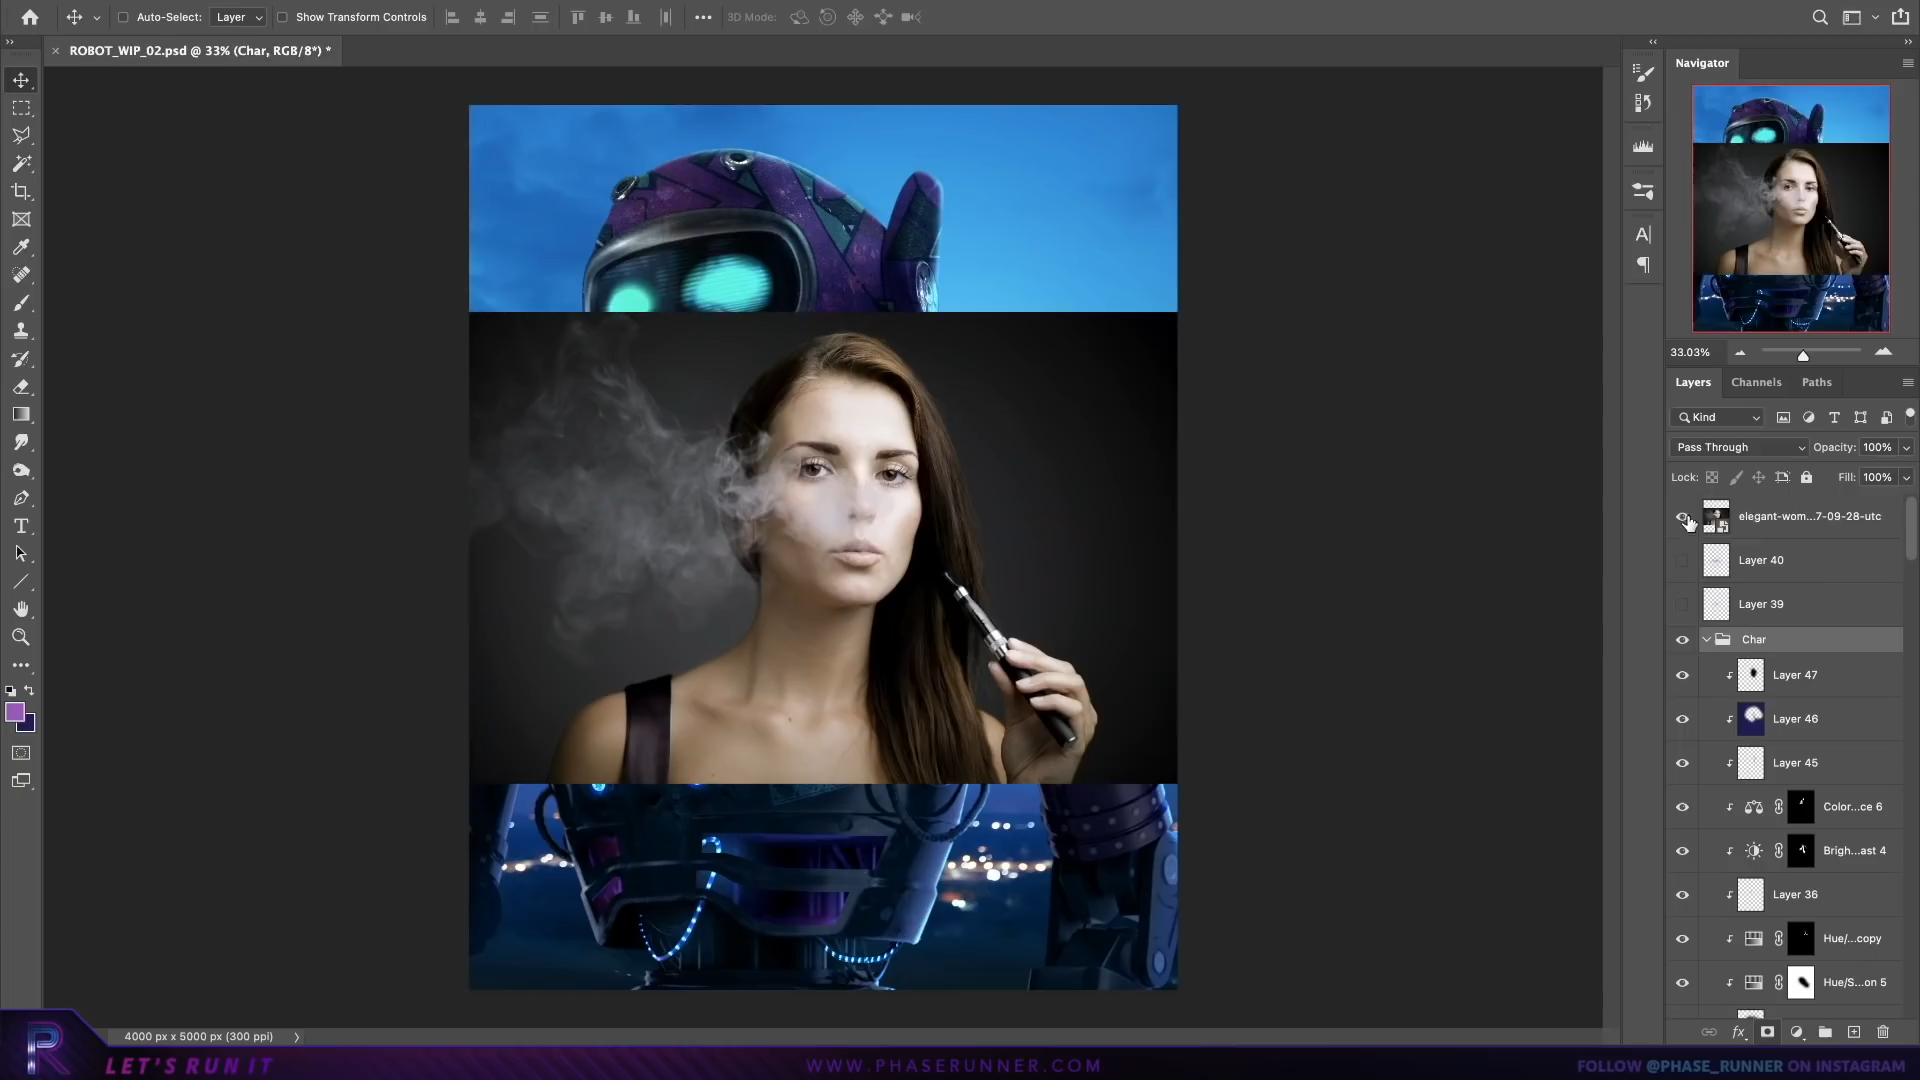 Auto-Select: Layer Show Transform Controls 3D Mode:
ROBOT_WIP_02.psd @ 33% (Char, RGB/8*) *
Navigator
33.03%
Layers Channels Paths
Kind
Pass Through Opacity: 100%
Lock: Fill: 100%
elegant-wom...7-09-28-utc
Layer 40
Layer 39
Char
Layer 47
Layer 46
Layer 45
Color...ce 6
Brigh...ast 4
Layer 36
Hue/...copy
Hue/S...on 5
4000 px x 5000 px (300 ppi)
LET'S RUN IT
WWW.PHASERUNNER.COM
FOLLOW @PHASE_RUNNER ON INSTAGRAM